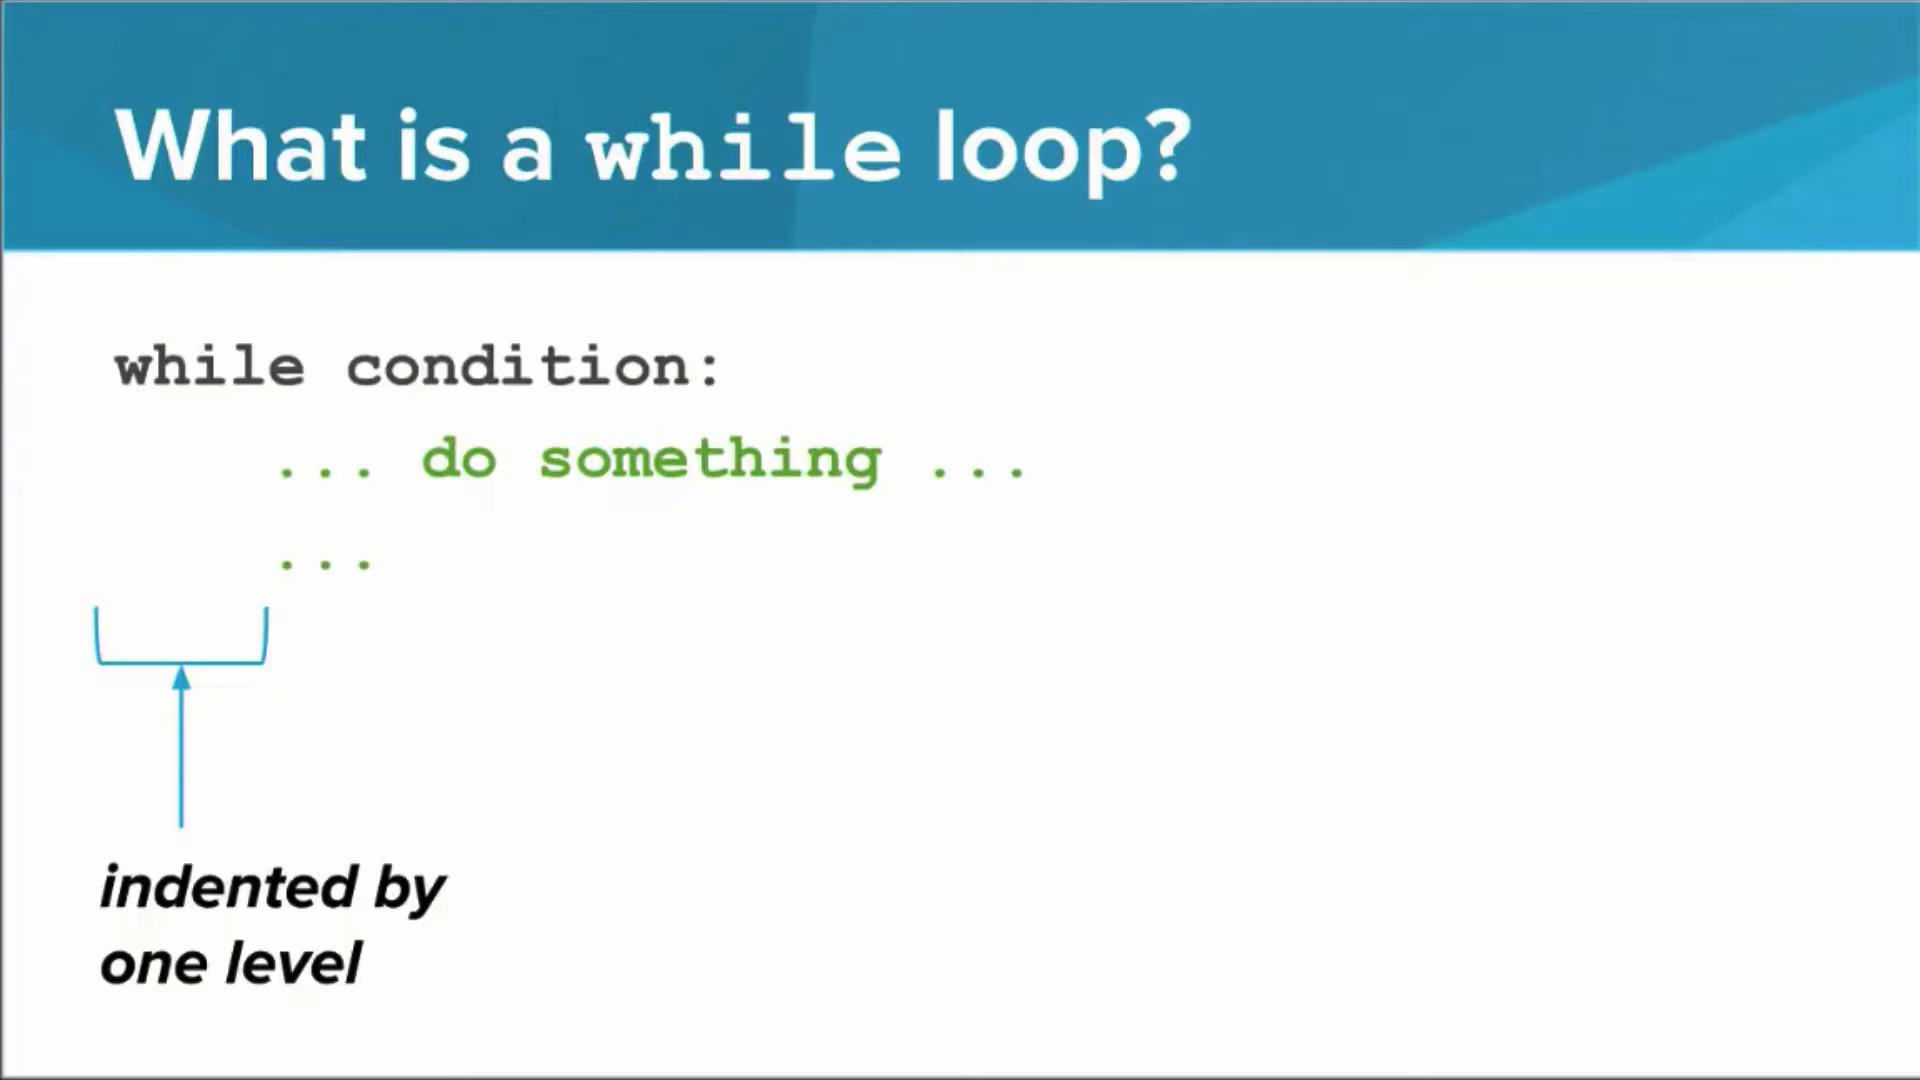 What is a while loop?
while condition:
... do something ...
...
indented by
one level